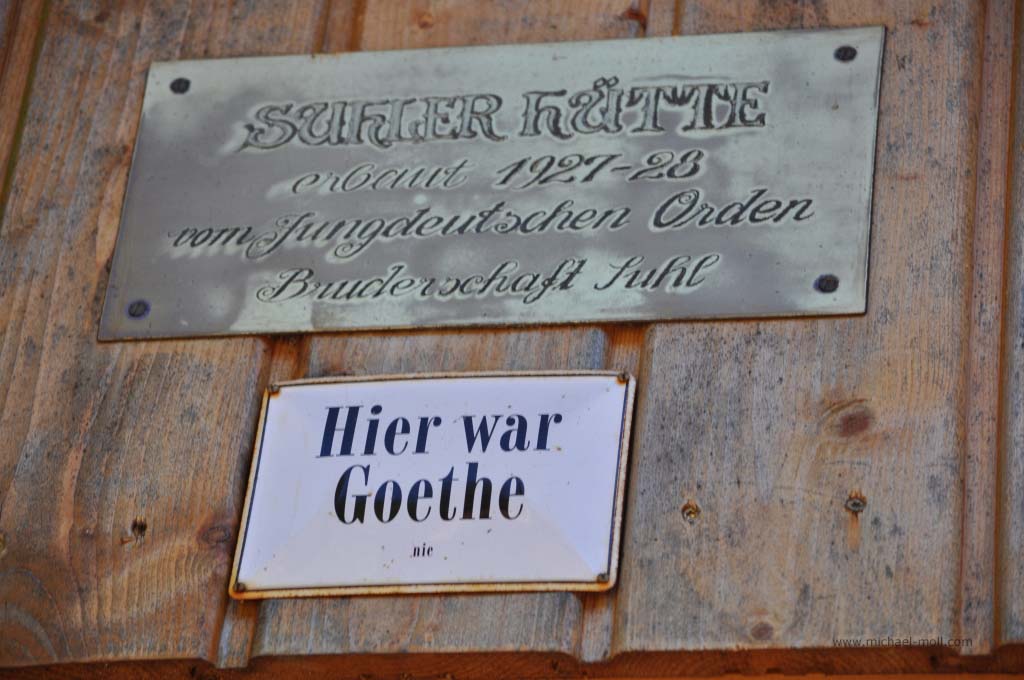 SUHLER HÜTTE
erbaut 1927-28
vom Jungdeutschen Orden
Bruderschaft Suhl
Hier war
Goethe
nie
www.michael-moll.com